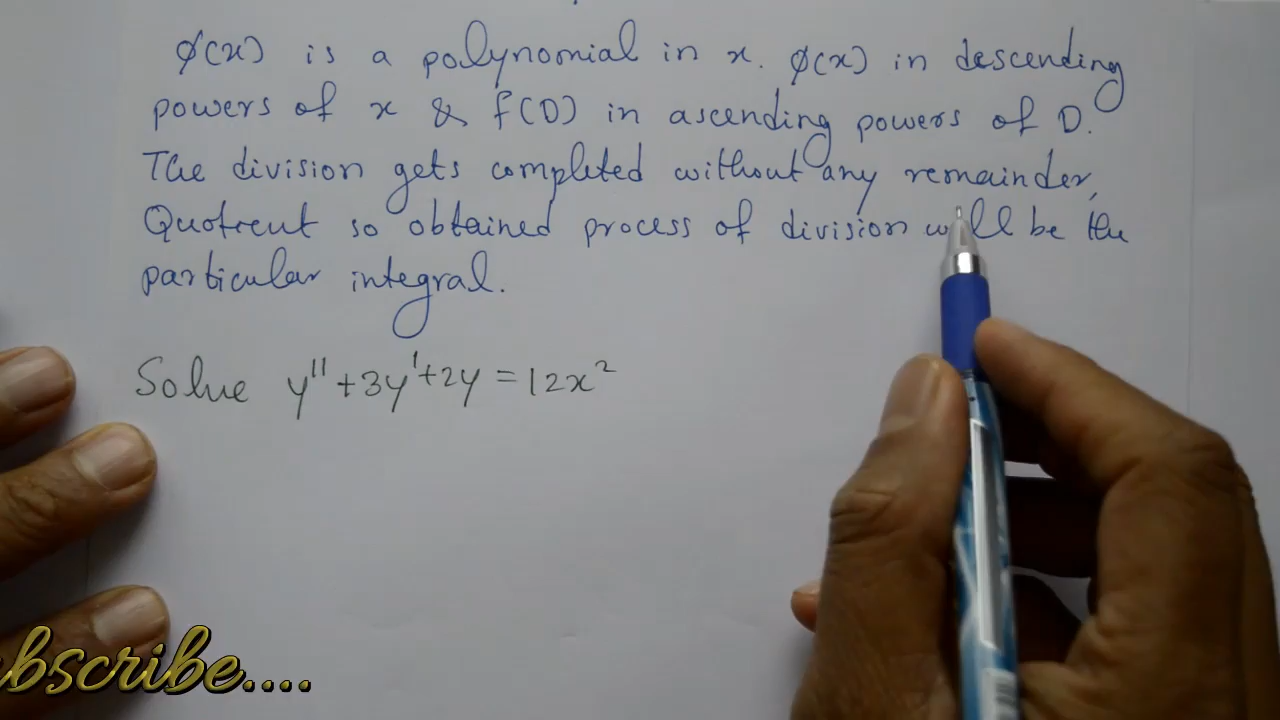 φ(x) is a polynomial in x. φ(x) in descending
powers of x & f(D) in ascending powers of D.
The division gets completed without any remainder,
Quotrent so obtained process of division will be the
particular integral.
Solve y'' + 3y' + 2y = 12x²
bscribe....